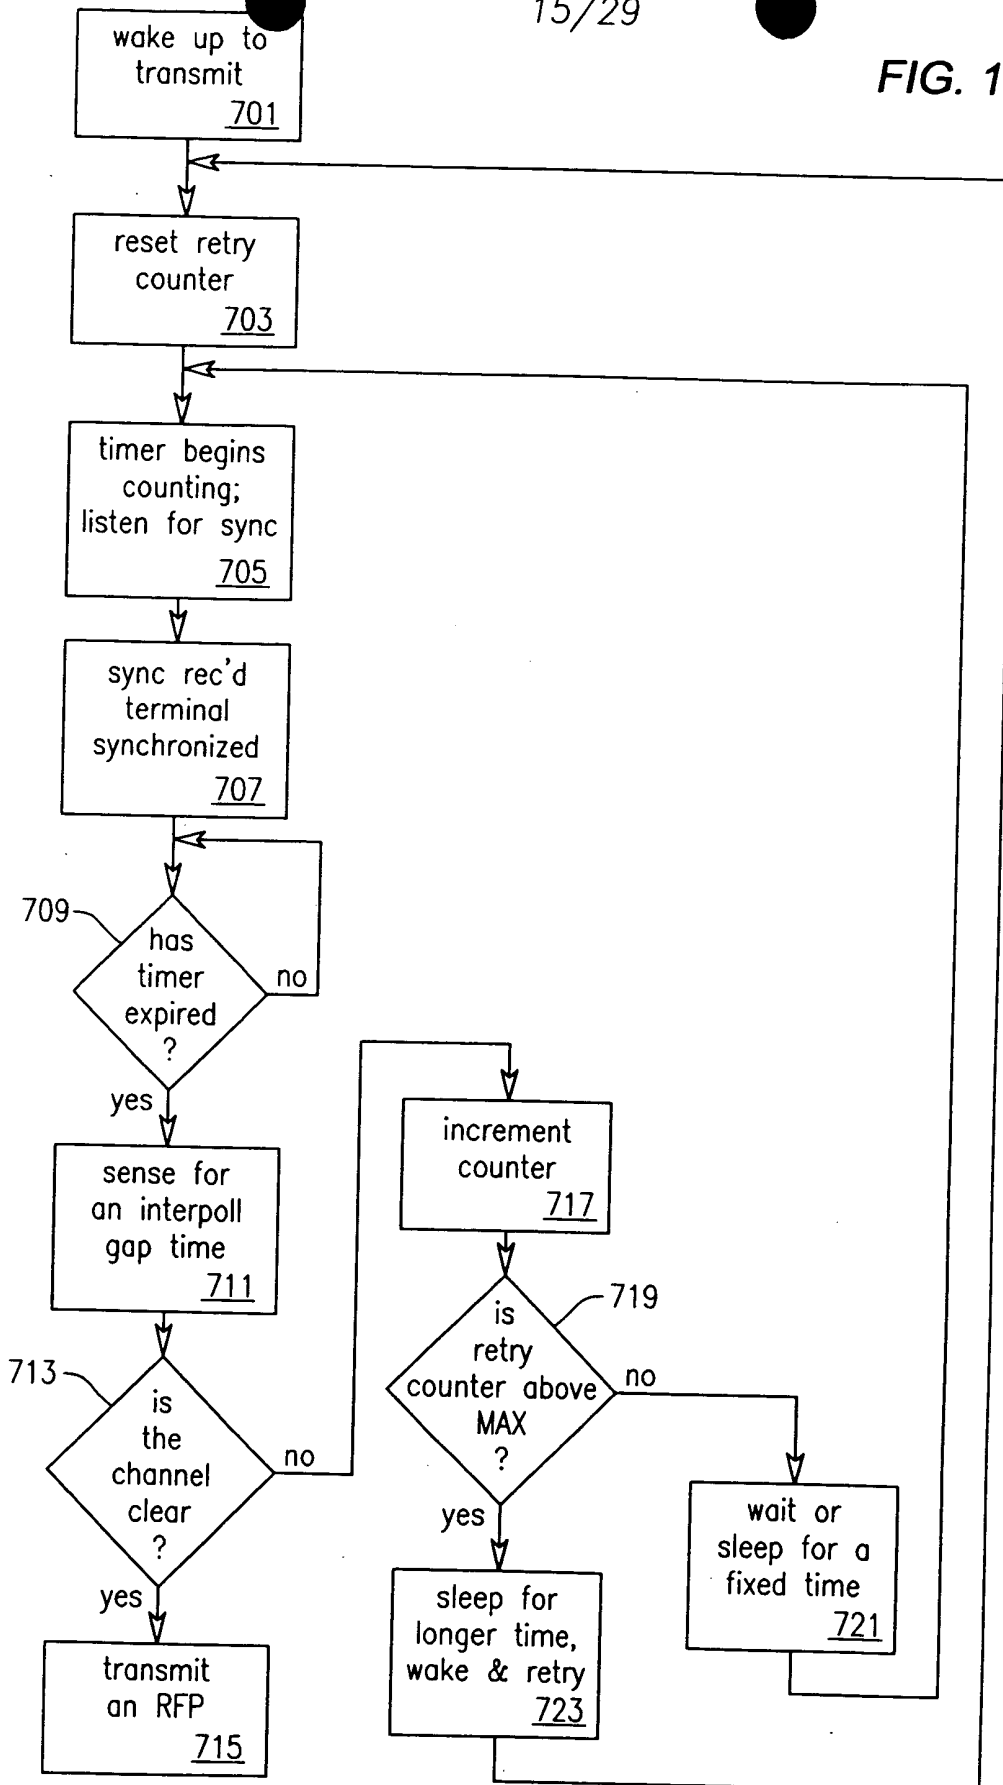 15/29
FIG. 1
wake up to
transmit
701
reset retry
counter
703
timer begins
counting;
listen for sync
705
sync rec'd
terminal
synchronized
707
709
has
timer
expired
?
no
yes
sense for
an interpoll
gap time
711
713
is
the
channel
clear
?
no
yes
transmit
an RFP
715
increment
counter
717
719
is
retry
counter above
MAX
?
no
yes
wait or
sleep for a
fixed time
721
sleep for
longer time,
wake & retry
723